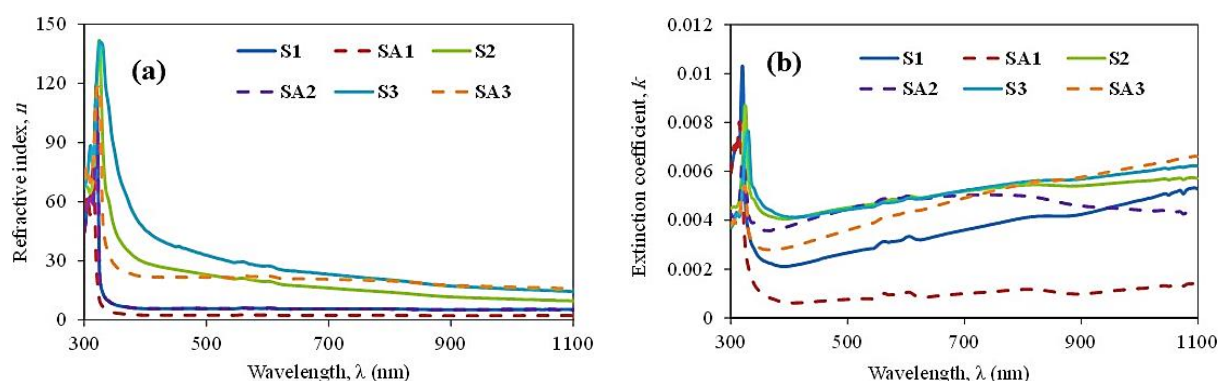 150
120
90
60
30
0
Refractive index, n
(a)
S1 SA1 S2
SA2 S3 SA3
300 500 700 900 1100
Wavelength, λ (nm)
0.012
0.01
0.008
0.006
0.004
0.002
0
Extinction coefficient, k
(b)
S1 SA1 S2
SA2 S3 SA3
300 500 700 900 1100
Wavelength, λ (nm)